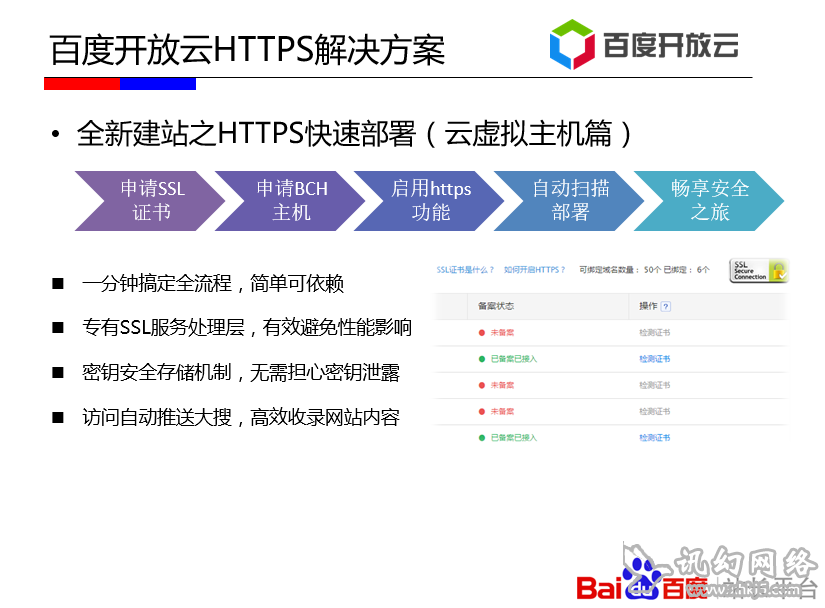 百度开放云HTTPS解决方案
百度开放云
• 全新建站之HTTPS快速部署（云虚拟主机篇）
申请SSL
证书
申请BCH
主机
启用https
功能
自动扫描
部署
畅享安全
之旅
■ 一分钟搞定全流程，简单可依赖
■ 专有SSL服务处理层，有效避免性能影响
■ 密钥安全存储机制，无需担心密钥泄露
■ 访问自动推送大搜，高效收录网站内容
SSL证书是什么？ 如何开启HTTPS？ 可绑定域名数量： 50个 已绑定： 6个
SSL
Secure
Connection
备案状态 操作 ?
未备案 检测证书
已备案已接入 检测证书
未备案 检测证书
未备案 检测证书
已备案已接入 检测证书
讯幻网络
Bai du 百度 站长平台